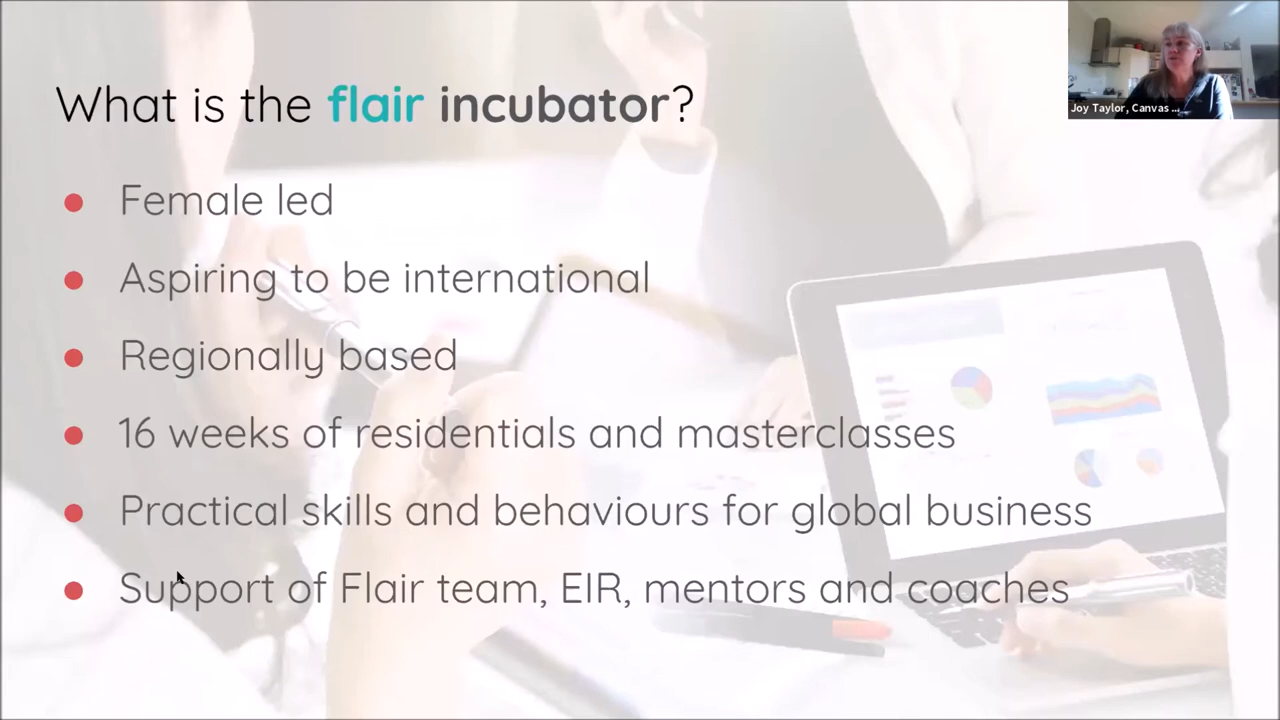 What is the flair incubator?
Joy Taylor, Canvas ...
Female led
Aspiring to be international
Regionally based
16 weeks of residentials and masterclasses
Practical skills and behaviours for global business
Support of Flair team, EIR, mentors and coaches